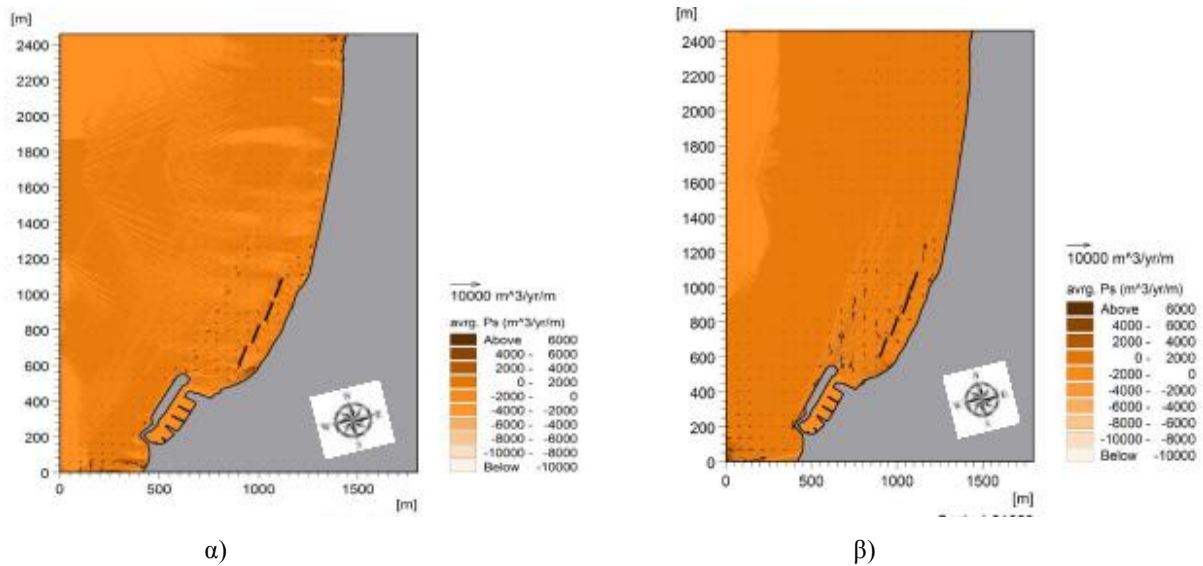 [m]
2400
2200
2000
1800
1600
1400
1200
1000
800
600
400
200
0
0 500 1000 1500
[m]
10000 m^3/yr/m
avrg. Ps (m^3/yr/m)
Above 6000
4000 - 6000
2000 - 4000
0 - 2000
-2000 - 0
-4000 - -2000
-6000 - -4000
-8000 - -6000
-10000 - -8000
Below -10000
α)
[m]
2400
2200
2000
1800
1600
1400
1200
1000
800
600
400
200
0
0 500 1000 1500
[m]
10000 m^3/yr/m
avrg. Ps (m^3/yr/m)
Above 6000
4000 - 6000
2000 - 4000
0 - 2000
-2000 - 0
-4000 - -2000
-6000 - -4000
-8000 - -6000
-10000 - -8000
Below -10000
β)